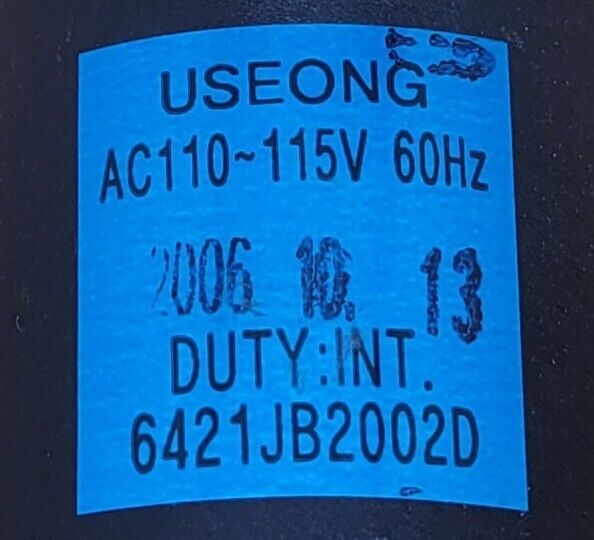 USEONG
AC110~115V 60Hz
2006. 10. 13
DUTY:INT.
6421JB2002D